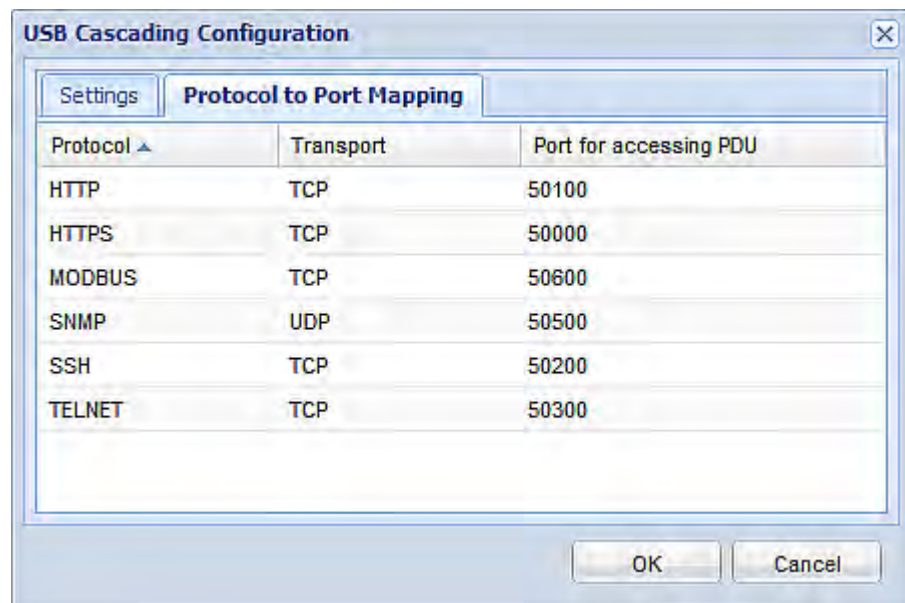 USB Cascading Configuration
Settings Protocol to Port Mapping
Protocol Transport Port for accessing PDU
HTTP TCP 50100
HTTPS TCP 50000
MODBUS TCP 50600
SNMP UDP 50500
SSH TCP 50200
TELNET TCP 50300
OK Cancel